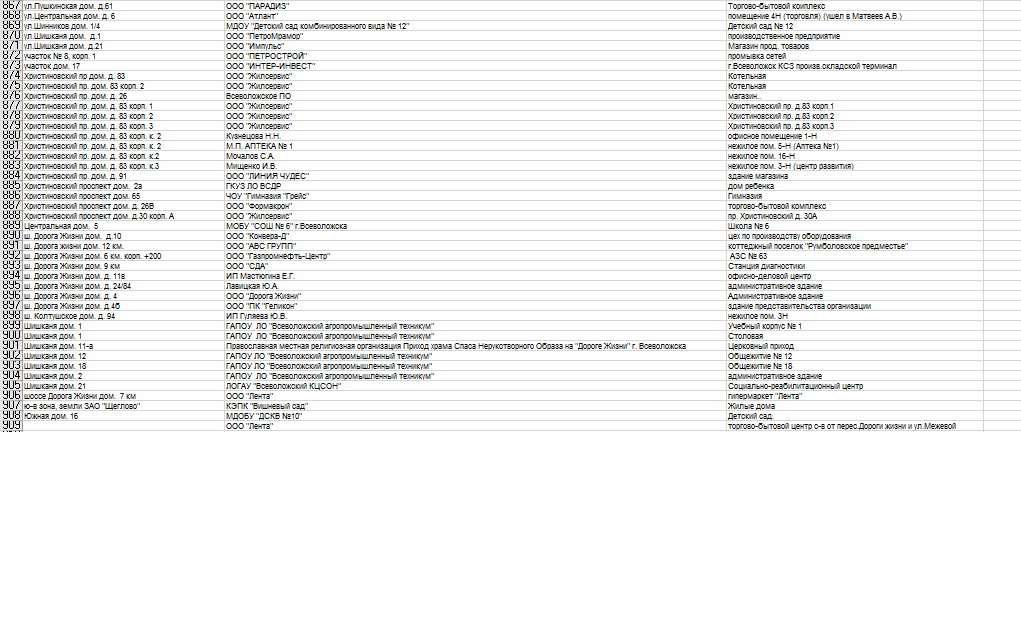 867 ул.Пушкинская дом. д.61 ООО "ПАРАДИЗ" Торгово-бытовой комплекс
868 ул.Центральная дом. д. 6 ООО "Атлант" помещение 4Н (торговля) (ушел в Матвеев А.В.)
869 ул.Шинников дом. 1/4 МДОУ "Детский сад комбинированного вида № 12" Детский сад № 12
870 ул.Шишканя дом. д.1 ООО "ПетроМрамор" производственное предприятие
871 ул.Шишканя дом. д.21 ООО "Импульс" Магазин прод. товаров
872 участок № 8, корп. 1 ООО "ПЕТРОСТРОЙ" промывка сетей
873 участок дом. 17 ООО "ИНТЕР-ИНВЕСТ" г.Всеволожск КСЗ произв.складской терминал
874 Христиновский пр дом. д. 83 ООО "Жилсервис" Котельная
875 Христиновский пр. дом. 83 корп. 2 ООО "Жилсервис" Котельная
876 Христиновский пр. дом. д. 26 Всеволожское ПО магазин..
877 Христиновский пр. дом. д. 83 корп. 1 ООО "Жилсервис" Христиновский пр. д.83 корп.1
878 Христиновский пр. дом. д. 83 корп. 2 ООО "Жилсервис" Христиновский пр. д.83 корп.2
879 Христиновский пр. дом. д. 83 корп. 3 ООО "Жилсервис" Христиновский пр. д.83 корп.3
880 Христиновский пр. дом. д. 83 корп. к. 2 Кузнецова Н.Н. офисное помещение 1-Н
881 Христиновский пр. дом. д. 83 корп. к. 2 М.П. АПТЕКА № 1 нежилое пом. 5-Н (Аптека №1)
882 Христиновский пр. дом. д. 83 корп. к.2 Мочалов С.А. нежилое пом. 16-Н
883 Христиновский пр. дом. д. 83 корп. к.3 Мищенко И.В. нежилое пом. 3-Н (центр развития)
884 Христиновский пр. дом. д. 91 ООО "ЛИНИЯ ЧУДЕС" здание магазина
885 Христиновский проспект дом. 2а ГКУЗ ЛО ВСДР дом ребенка
886 Христиновский проспект дом. 65 ЧОУ "Гимназия "Грейс" Гимназия
887 Христиновский проспект дом. д. 26В ООО "Формакрон" торгово-бытовой комплекс
888 Христиновский проспект дом. д.30 корп. А ООО "Жилсервис" пр. Христиновский д. 30А
889 Центральная дом. 5 МОБУ "СОШ № 6" г.Всеволожска Школа № 6
890 ш. Дорога Жизни дом. д.10 ООО "Конвера-Д" цех по производству оборудования
891 ш. Дорога жизни дом. 12 км. ООО "АВС ГРУПП" коттеджный поселок "Румболовское предместье"
892 ш. Дорога Жизни дом. 6 км. корп. +200 ООО "Газпромнефть-Центр" АЗС № 63
893 ш. Дорога Жизни дом. 9 км ООО "СДА" Станция диагностики
894 ш. Дорога Жизни дом. д. 11в ИП Мастюгина Е.Г. офисно-деловой центр
895 ш. Дорога Жизни дом. д. 24/84 Лавицкая Ю.А. административное здание
896 ш. Дорога Жизни дом. д. 4 ООО "Дорога Жизни" Административное здание
897 ш. Дорога Жизни дом. д.4б ООО "ПК "Геликон" здание представительства организации
898 ш. Колтушское дом. д. 94 ИП Гуляева Ю.В. нежилое пом. 3Н
899 Шишканя дом. 1 ГАПОУ ЛО "Всеволожский агропромышленный техникум" Учебный корпус № 1
900 Шишканя дом. 1 ГАПОУ ЛО "Всеволожский агропромышленный техникум" Столовая
901 Шишканя дом. 11-а Православная местная религиозная организация Приход храма Спаса Нерукотворного Образа на "Дороге Жизни" г. Всеволожска Церковный приход
902 Шишканя дом. 12 ГАПОУ ЛО "Всеволожский агропромышленный техникум" Общежитие № 12
903 Шишканя дом. 18 ГАПОУ ЛО "Всеволожский агропромышленный техникум" Общежитие № 18
904 Шишканя дом. 2 ГАПОУ ЛО "Всеволожский агропромышленный техникум" административное здание
905 Шишканя дом. 21 ЛОГАУ "Всеволожский КЦСОН" Социально-реабилитационный центр
906 шоссе Дорога Жизни дом. 7 км ООО "Лента" гипермаркет "Лента"
907 ю-в зона, земли ЗАО "Щеглово" КЭПК "Вишневый сад" Жилые дома
908 Южная дом. 16 МДОБУ "ДСКВ №10" Детский сад.
909 ООО "Лента" торгово-бытовой центр с-в от перес.Дороги жизни и ул.Межевой